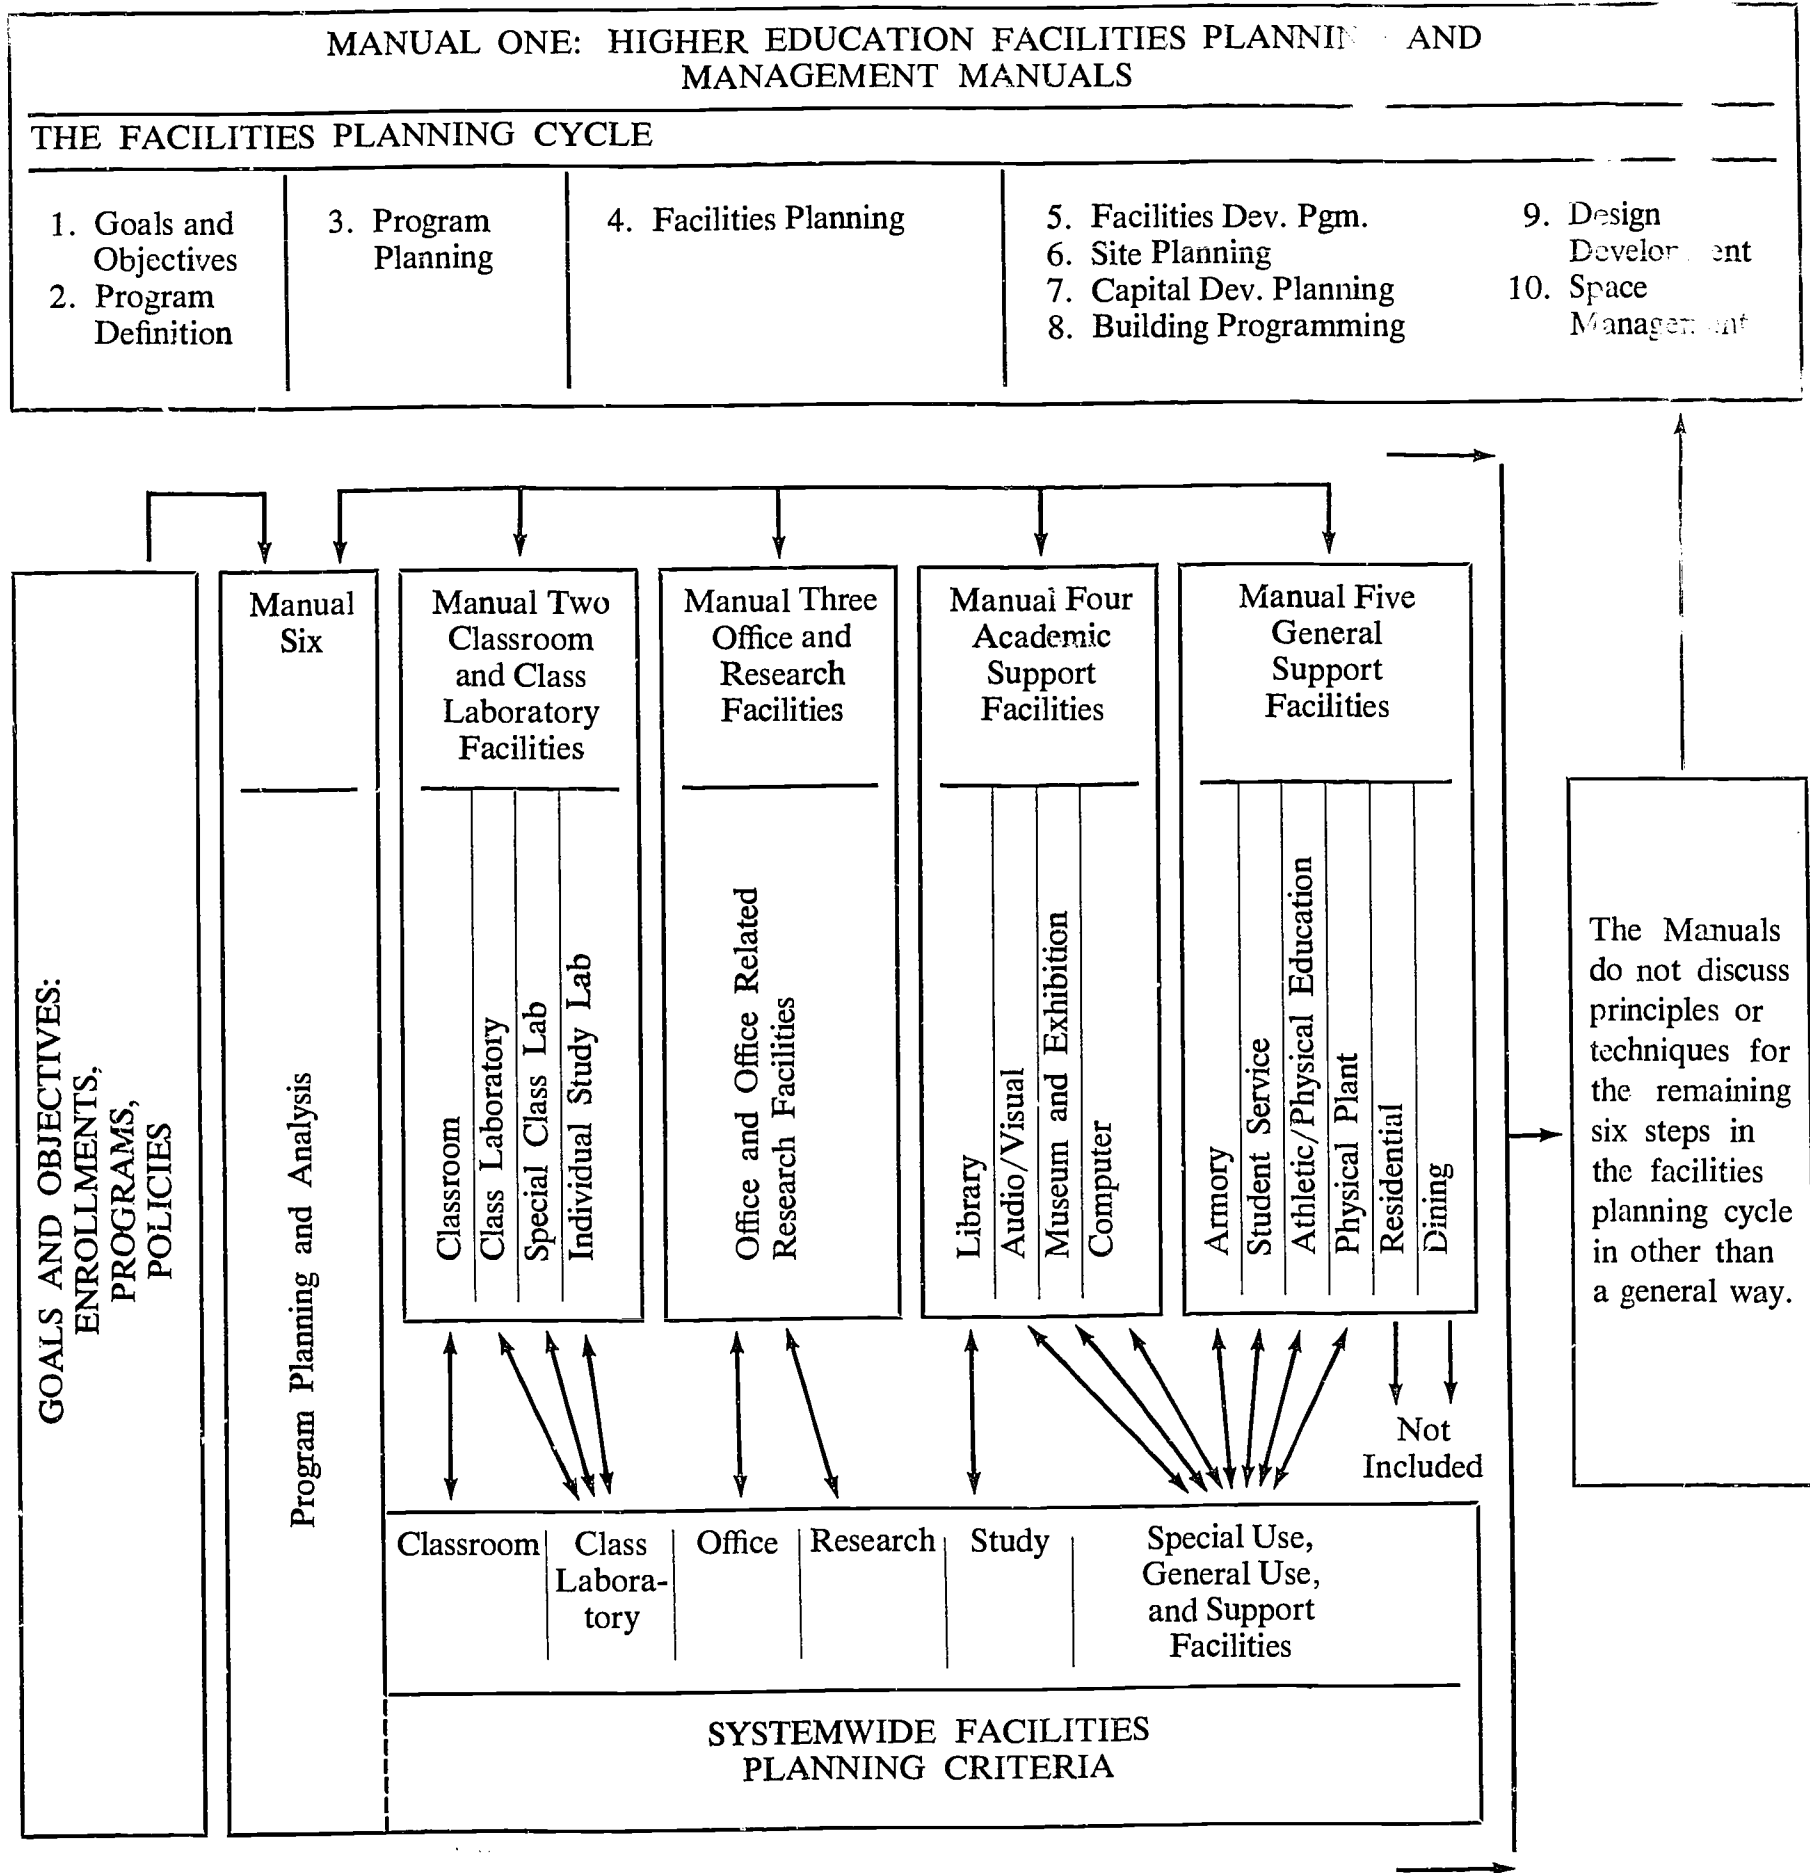 MANUAL ONE: HIGHER EDUCATION FACILITIES AND
MANAGEMENT MANUALS
THE FACILITIES PLANNING CYCLE
1. Goals and
Objectives
2. Program
Definition
3. Program
Planning
4. Facilities Planning
5. Facilities Dev. Pgm.
6. Site Planning
7. Capital Dev. Planning
8. Building Programming
9. Design
10. Space
GOALS AND OBJECTIVES:
ENROLLMENTS,
PROGRAMS,
POLICIES
Manual
Six
Program Planning and Analysis
Manual Two
Classroom
and Class
Laboratory
Facilities
Classroom
Class Laboratory
Special Class Lab
Individual Study Lab
Manual Three
Office and
Research
Facilities
Office and Office Related
Research Facilities
Manual Four
Academic
Support
Facilities
Library
Audio/Visual
Museum and Exhibition
Computer
Manual Five
General
Support
Facilities
Armory
Student Service
Athletic/Physical Education
Physical Plant
Residential
Dining
Not
Included
Classroom
Class
Labora-
tory
Office
Research
Study
Special Use,
General Use,
and Support
Facilities
SYSTEMWIDE FACILITIES
PLANNING CRITERIA
The Manuals
do not discuss
principles or
techniques for
the remaining
six steps in
the facilities
planning cycle
in other than
a general way.